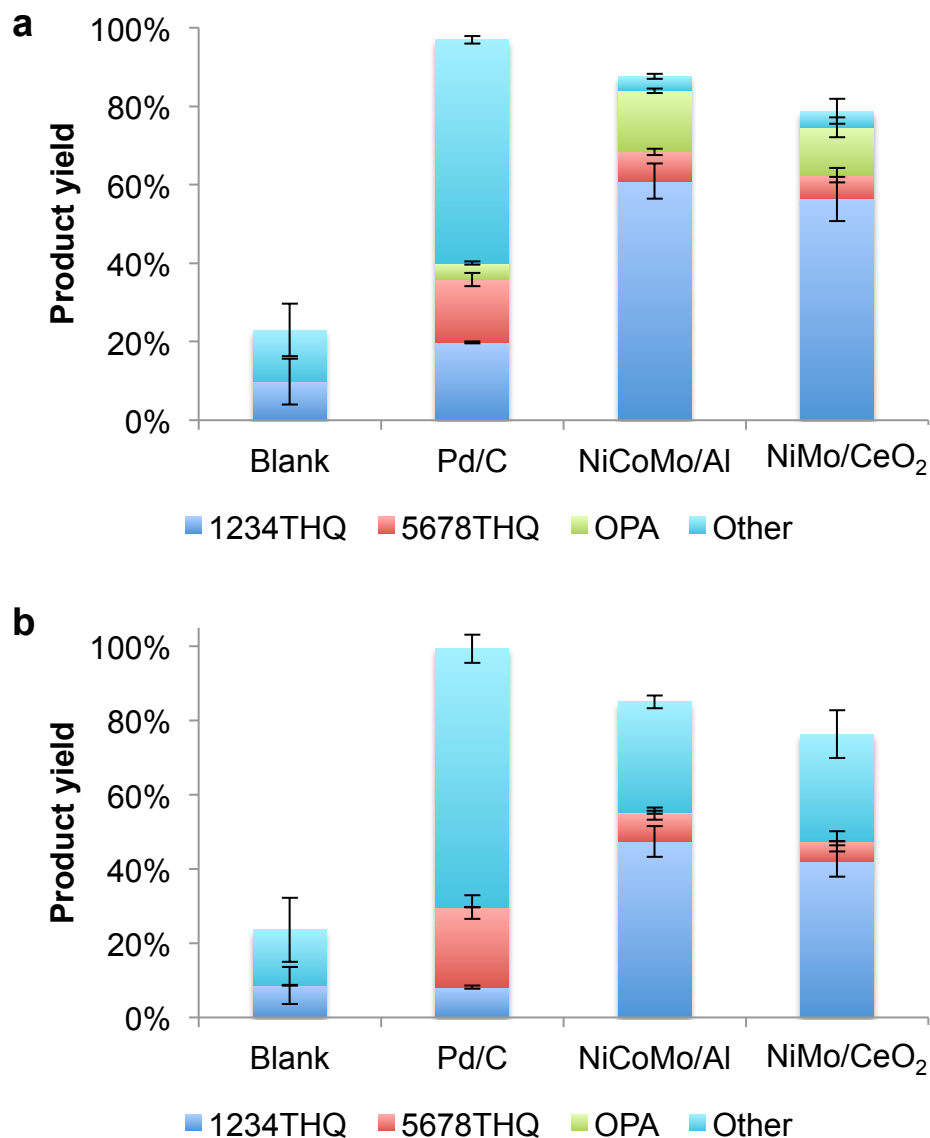 a
Product yield
100%
80%
60%
40%
20%
0%
Blank Pd/C NiCoMo/Al NiMo/CeO₂
1234THQ 5678THQ OPA Other
b
Product yield
100%
80%
60%
40%
20%
0%
Blank Pd/C NiCoMo/Al NiMo/CeO₂
1234THQ 5678THQ OPA Other